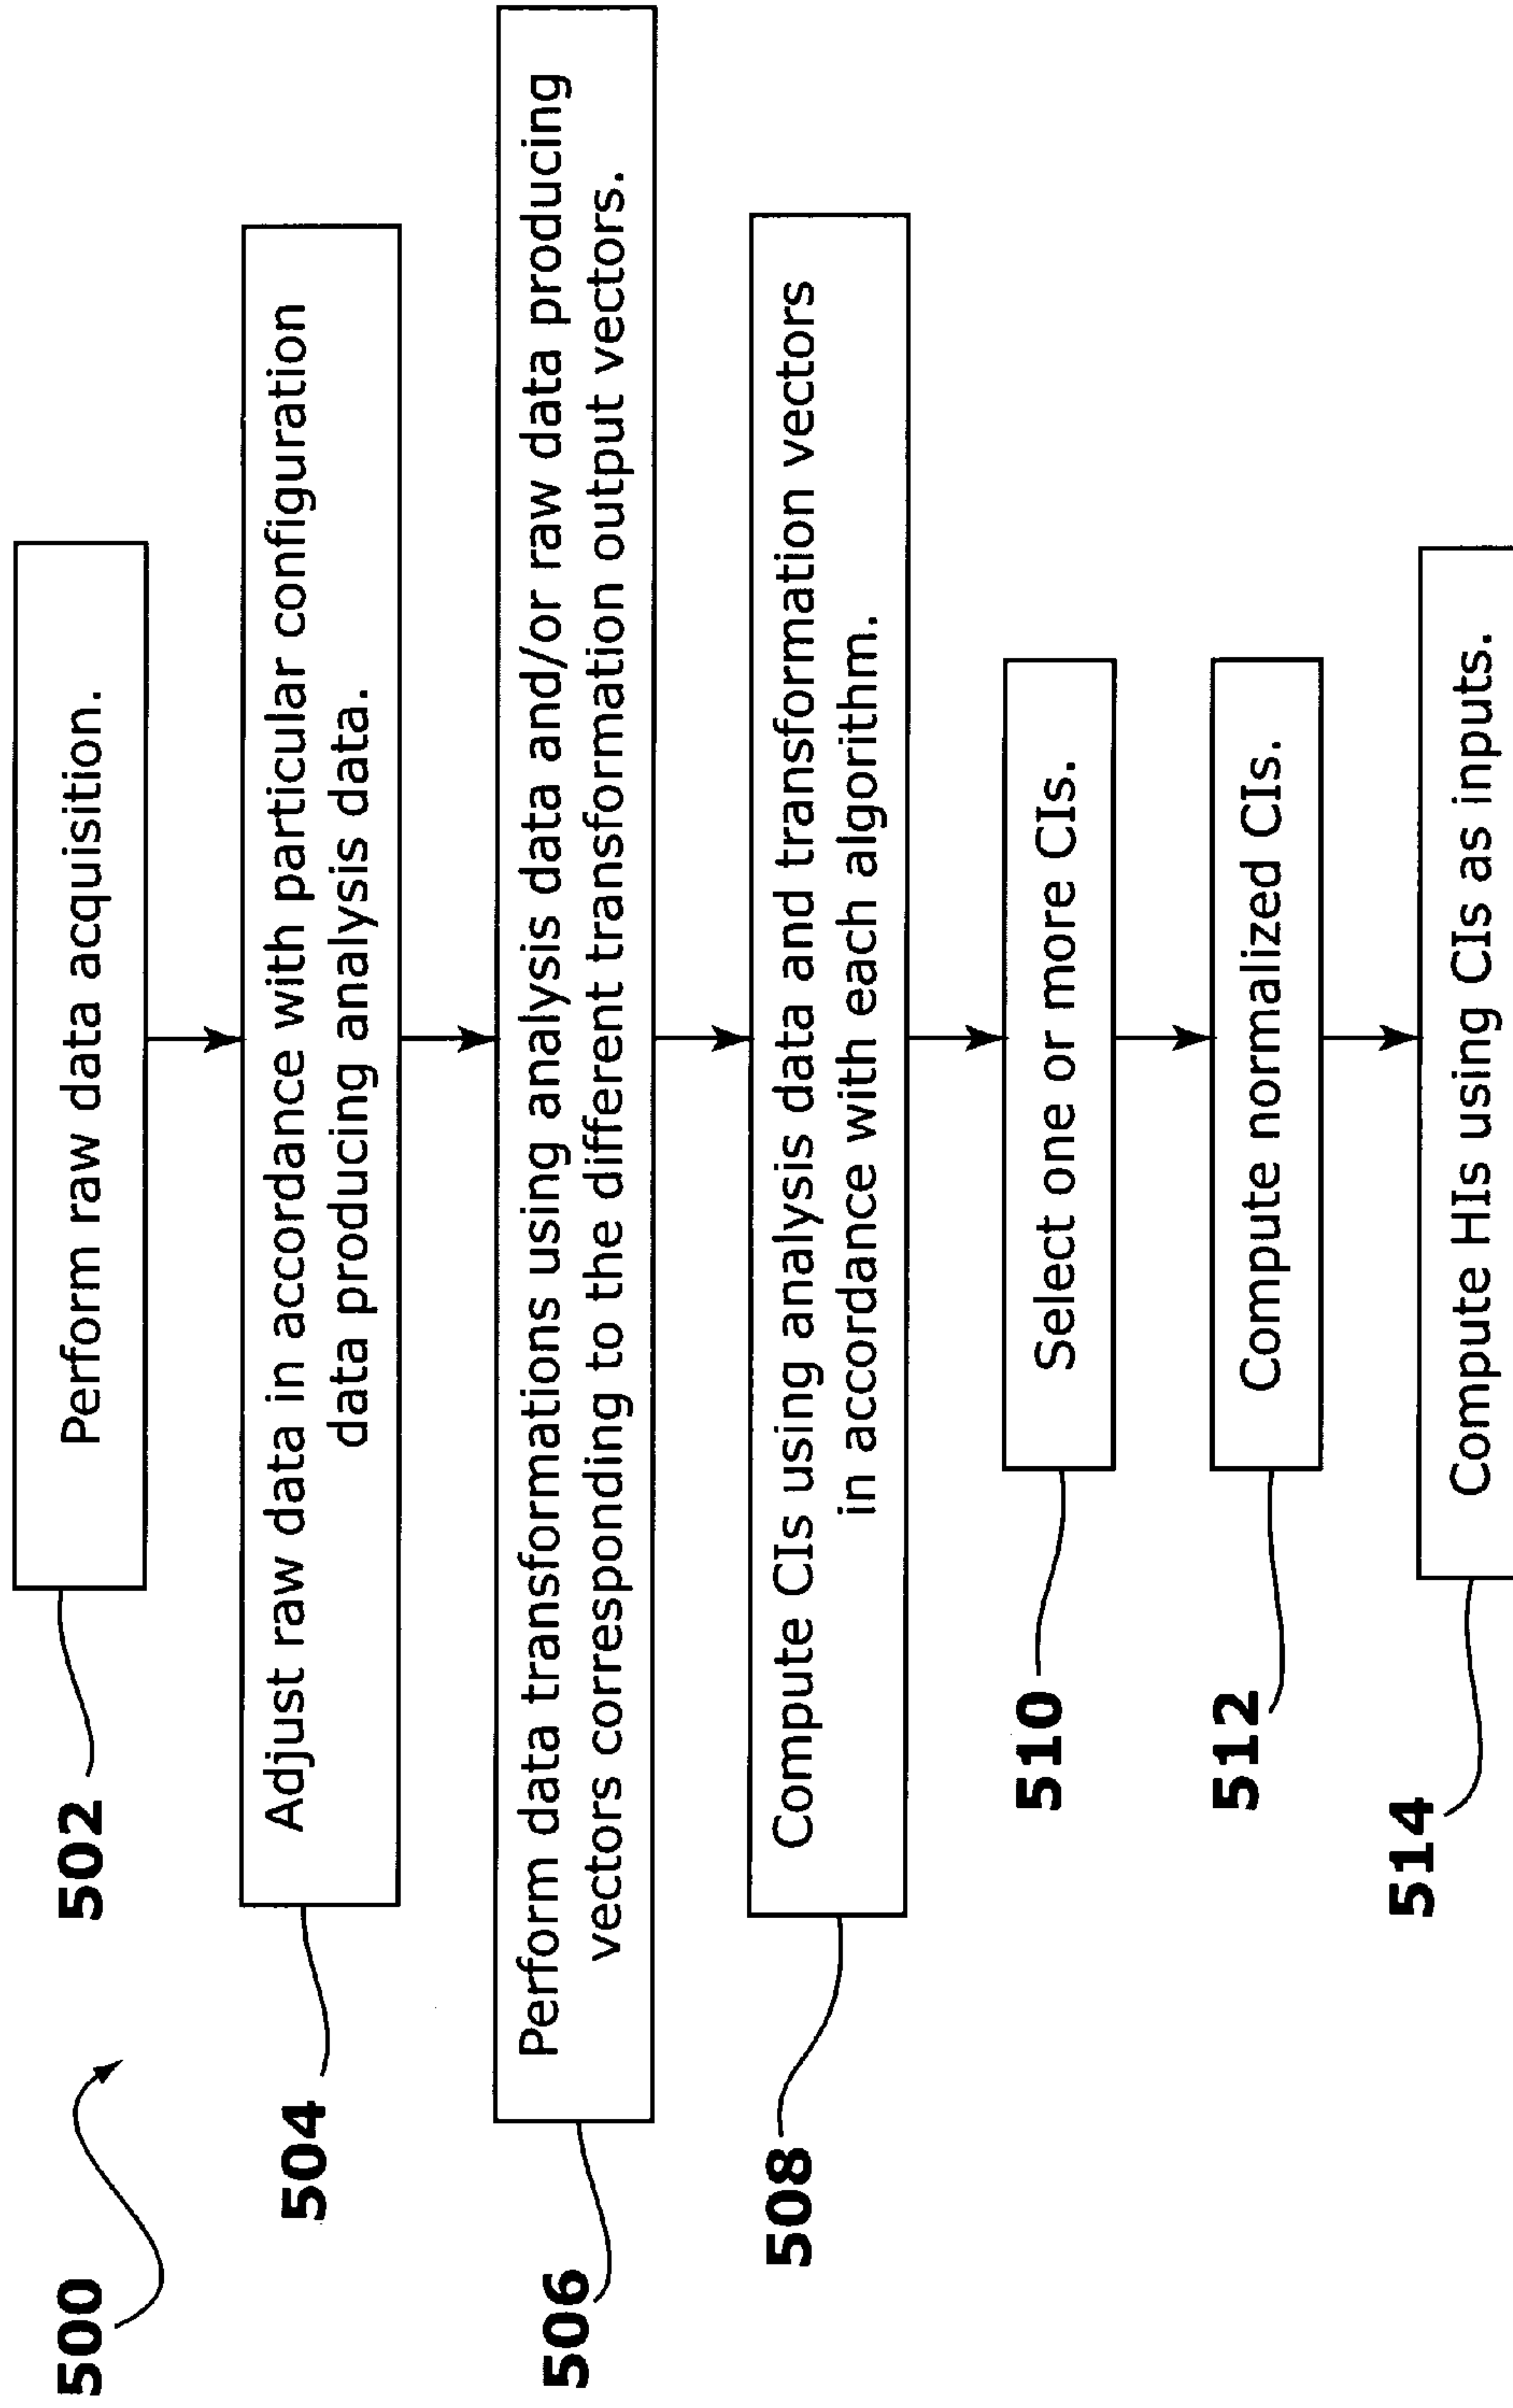 500
502
Perform raw data acquisition.
504
Adjust raw data in accordance with particular configuration
data producing analysis data.
506
Perform data transformations using analysis data and/or raw data producing
vectors corresponding to the different transformation output vectors.
508
Compute CIs using analysis data and transformation vectors
in accordance with each algorithm.
510
Select one or more CIs.
512
Compute normalized CIs.
514
Compute HIs using CIs as inputs.